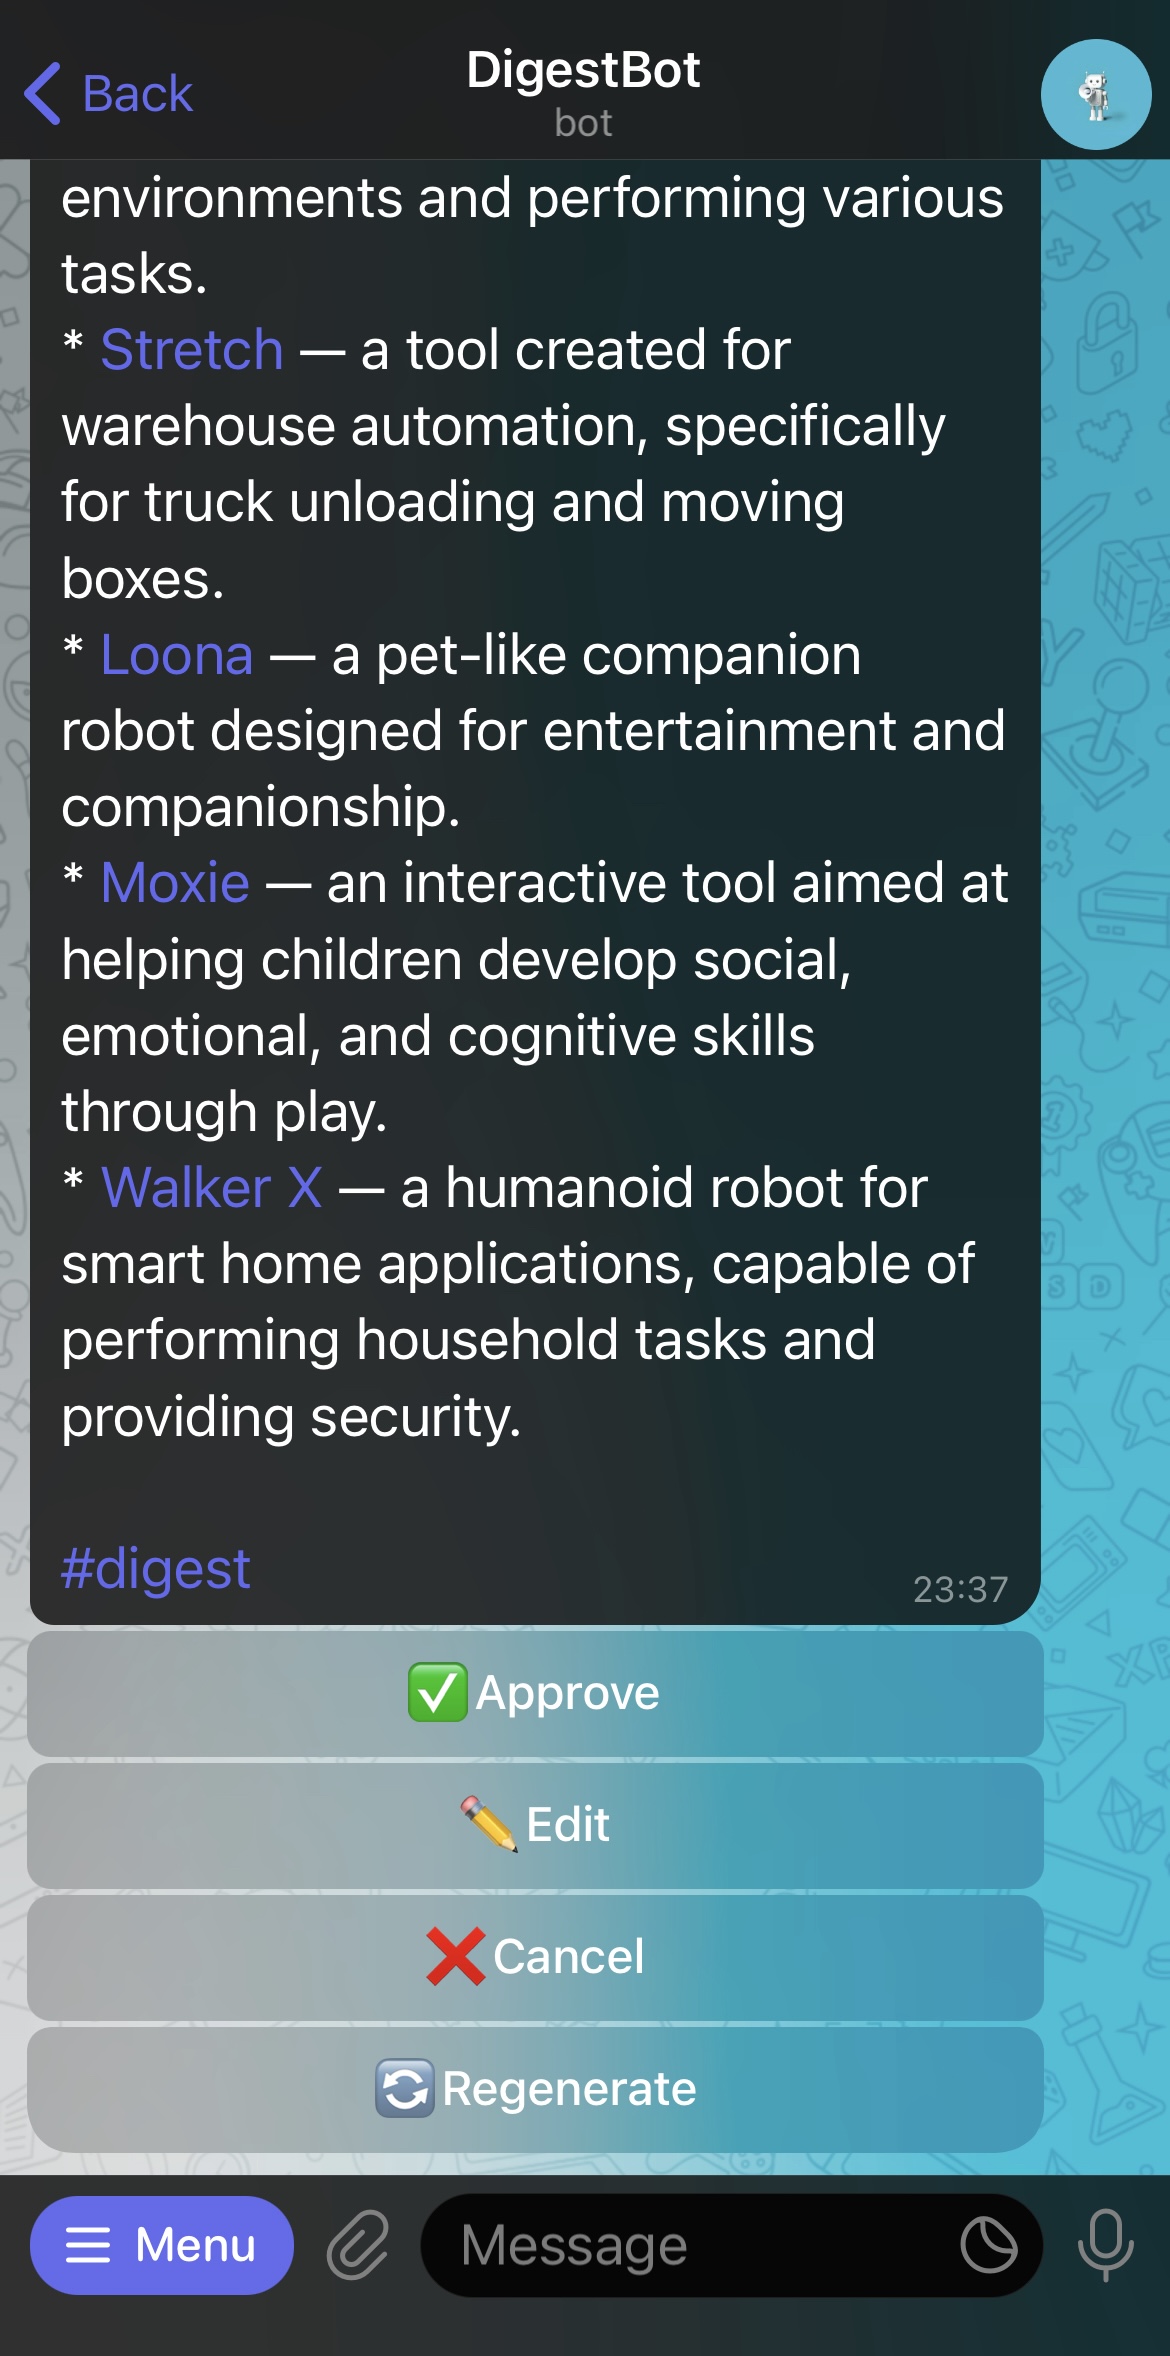 Back
DigestBot
bot
environments and performing various
tasks.
* Stretch — a tool created for
warehouse automation, specifically
for truck unloading and moving
boxes.
* Loona — a pet-like companion
robot designed for entertainment and
companionship.
* Moxie — an interactive tool aimed at
helping children develop social,
emotional, and cognitive skills
through play.
* Walker X — a humanoid robot for
smart home applications, capable of
performing household tasks and
providing security.
#digest
23:37
✅Approve
✏️Edit
❌Cancel
🔄Regenerate
Menu
Message